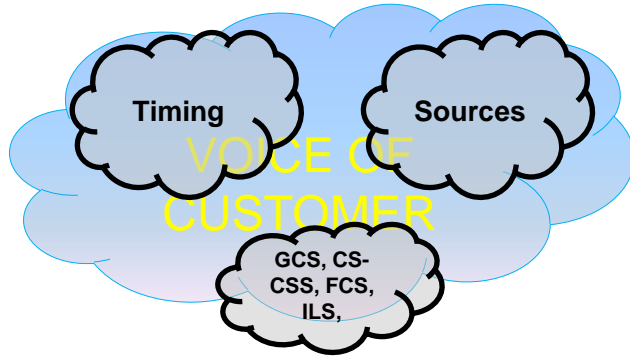 Timing
Sources
VOICE OF
CUSTOMER
GCS, CS-
CSS, FCS,
ILS,